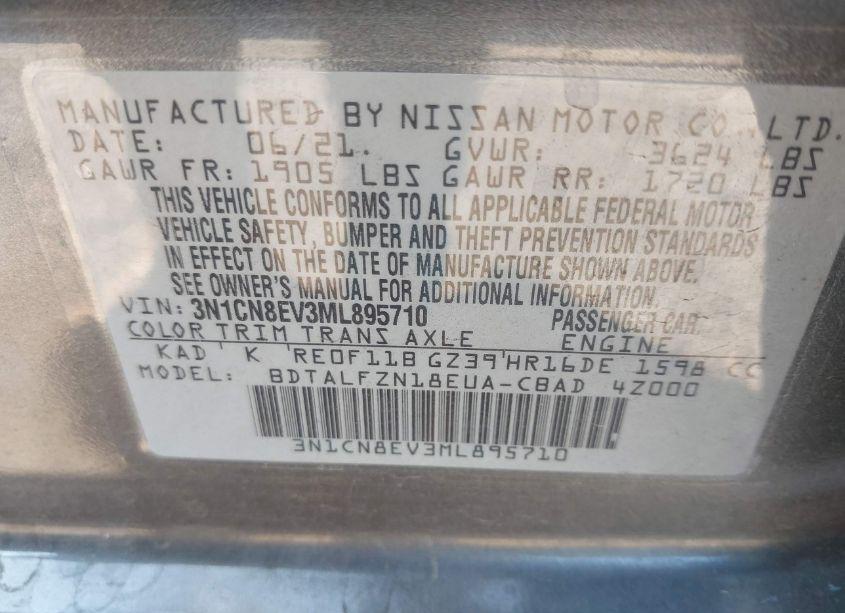 MANUFACTURED BY NISSAN MOTOR CO., LTD.
DATE: 06/21. GVWR: 3624 LBS
GAWR FR: 1905 LBS GAWR RR: 1720 LBS
THIS VEHICLE CONFORMS TO ALL APPLICABLE FEDERAL MOTOR
VEHICLE SAFETY, BUMPER AND THEFT PREVENTION STANDARDS
IN EFFECT ON THE DATE OF MANUFACTURE SHOWN ABOVE.
SEE OWNER'S MANUAL FOR ADDITIONAL INFORMATION.
VIN: 3N1CN8EV3ML895710 PASSENGER CAR
COLOR TRIM TRANS AXLE ENGINE
KAD K RE0F11B GZ39 HR16DE 1598 CC
MODEL: BDTALFZN18EUA-CBAD 4Z000
3N1CN8EV3ML895710